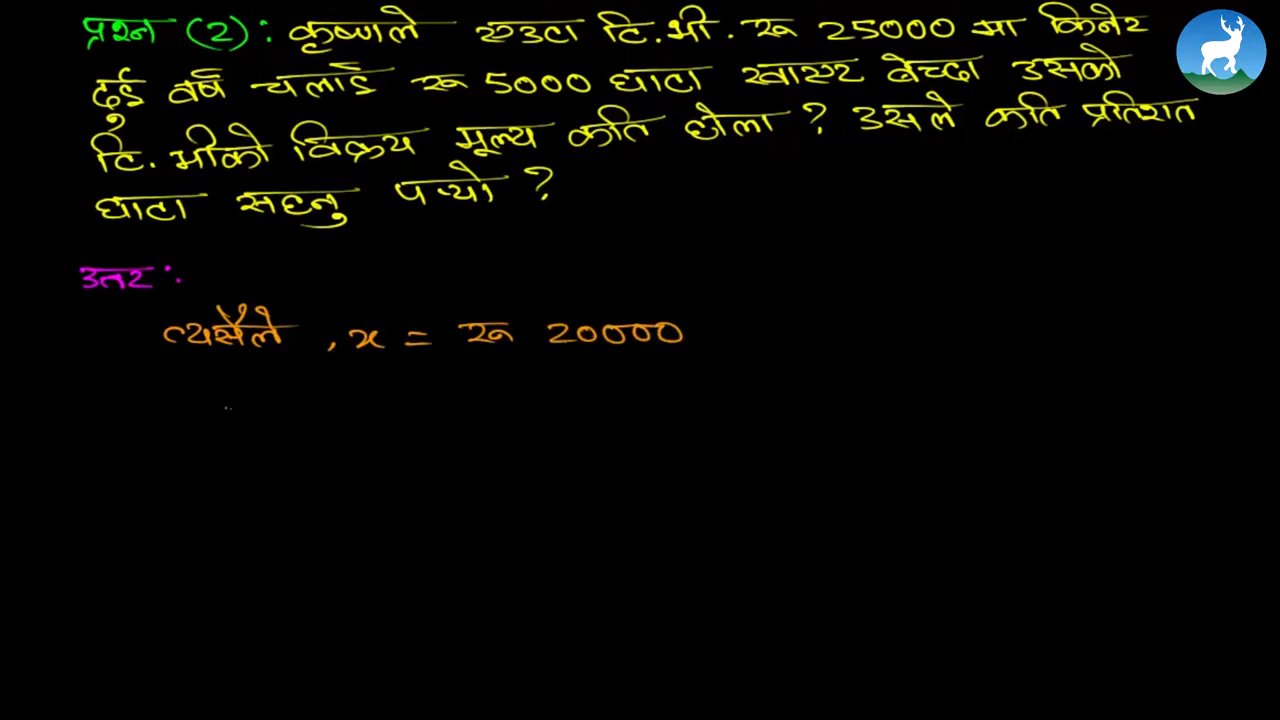 प्रश्न (2): कृष्णले एउटा टि.भी. रू 25000 मा किनेर
दुई वर्ष चलाई रू 5000 घाटा खाएर बेच्दा उसको
टि.भीको विक्रय मूल्य कति होला? उसले कति प्रतिशत
घाटा सहनु पर्‍यो?
उत्तर:
त्यसैले, x = रू 20000